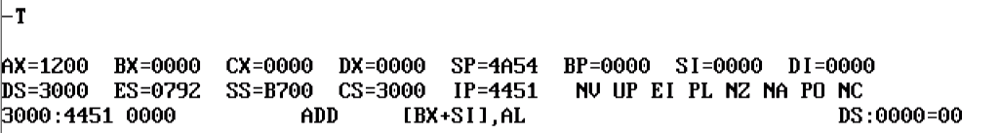 -T
AX=1200 BX=0000 CX=0000 DX=0000 SP=4A54 BP=0000 SI=0000 DI=0000
DS=3000 ES=0792 SS=B700 CS=3000 IP=4451 NV UP EI PL NZ NA PO NC
3000:4451 0000 ADD [BX+SI],AL DS:0000=00